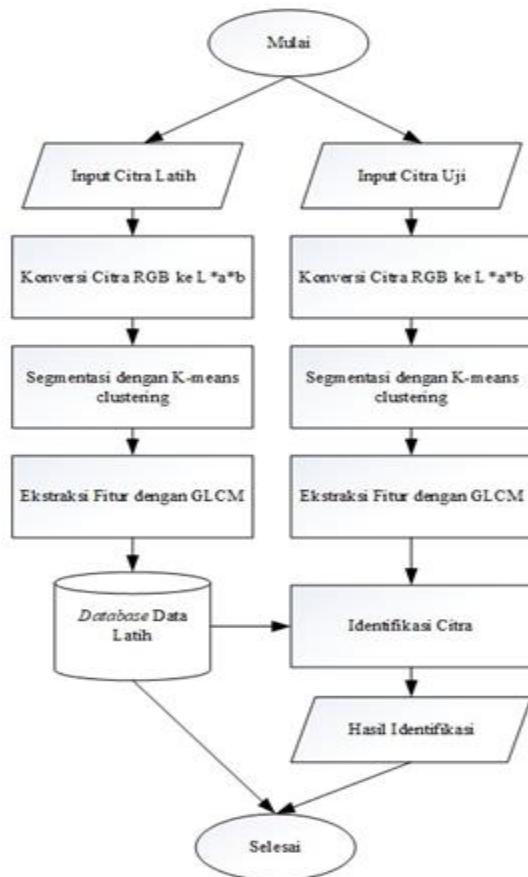 Mulai
Input Citra Latih
Input Citra Uji
Konversi Citra RGB ke L *a*b
Konversi Citra RGB ke L *a*b
Segmentasi dengan K-means
clustering
Segmentasi dengan K-means
clustering
Ekstraksi Fitur dengan GLCM
Ekstraksi Fitur dengan GLCM
Database Data
Latih
Identifikasi Citra
Hasil Identifikasi
Selesai